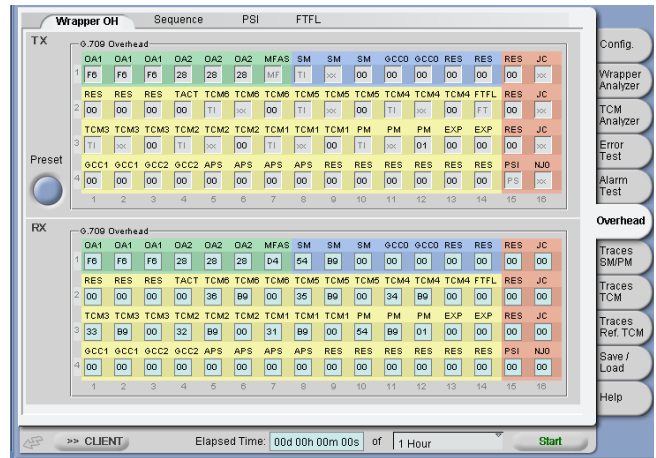 Wrapper OH Sequence PSI FTFL
TX
G.709 Overhead
OA1 OA1 OA1 OA2 OA2 OA2 MFAS SM SM SM GCC0 GCC0 RES RES RES JC
1 F6 F6 F6 28 28 28 MF TI xx 00 00 00 00 00 00 xx
RES RES RES TACT TCM6 TCM6 TCM6 TCM5 TCM5 TCM5 TCM4 TCM4 TCM4 FTFL RES JC
2 00 00 00 00 TI xx 00 TI xx 00 TI xx 00 FT 00 xx
TCM3 TCM3 TCM3 TCM2 TCM2 TCM2 TCM1 TCM1 TCM1 PM PM PM EXP EXP RES JC
3 TI xx 00 TI xx 00 TI xx 00 TI xx 01 00 00 00 xx
Preset
GCC1 GCC1 GCC2 GCC2 APS APS APS APS RES RES RES RES RES RES PSI NJO
4 00 00 00 00 00 00 00 00 00 00 00 00 00 00 PS xx
1 2 3 4 5 6 7 8 9 10 11 12 13 14 15 16
RX
G.709 Overhead
OA1 OA1 OA1 OA2 OA2 OA2 MFAS SM SM SM GCC0 GCC0 RES RES RES JC
1 F6 F6 F6 28 28 28 D4 54 B9 00 00 00 00 00 00 00
RES RES RES TACT TCM6 TCM6 TCM6 TCM5 TCM5 TCM5 TCM4 TCM4 TCM4 FTFL RES JC
2 00 00 00 00 36 B9 00 35 B9 00 34 B9 00 00 00 00
TCM3 TCM3 TCM3 TCM2 TCM2 TCM2 TCM1 TCM1 TCM1 PM PM PM EXP EXP RES JC
3 33 B9 00 32 B9 00 31 B9 00 54 B9 01 00 00 00 00
GCC1 GCC1 GCC2 GCC2 APS APS APS APS RES RES RES RES RES RES PSI NJO
4 00 00 00 00 00 00 00 00 00 00 00 00 00 00 00 00
1 2 3 4 5 6 7 8 9 10 11 12 13 14 15 16
Config.
Wrapper
Analyzer
TCM
Analyzer
Error
Test
Alarm
Test
Overhead
Traces
SM/PM
Traces
TCM
Traces
Ref. TCM
Save /
Load
Help
>> CLIENT Elapsed Time: 00d 00h 00m 00s of 1 Hour Start